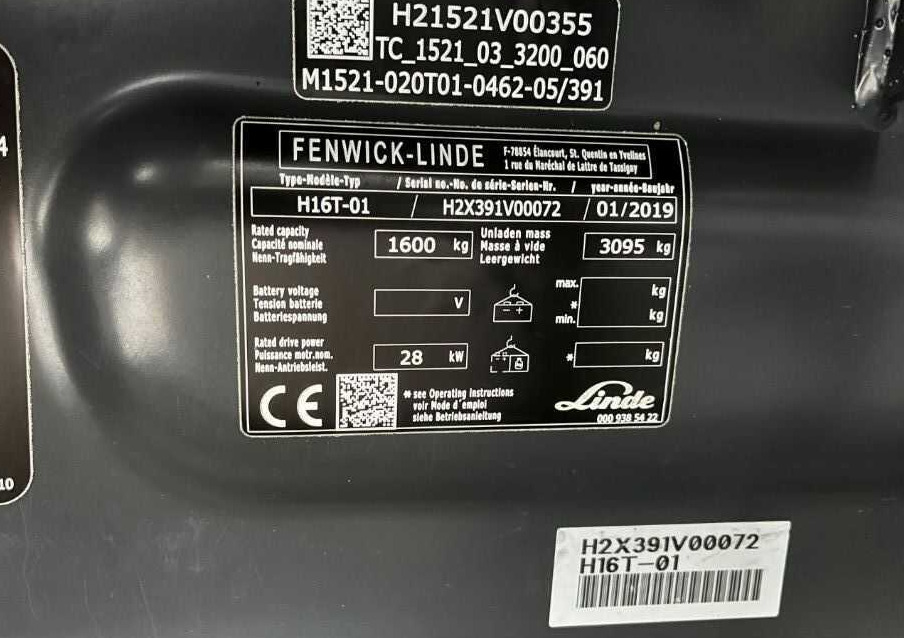 H21521V00355
TC_1521_03_3200_060
M1521-020T01-0462-05/391
FENWICK-LINDE
F-78854 Élancourt, St. Quentin en Yvelines
1 rue du Maréchal de Lattre de Tassigny
Type-Modèle-Typ / Serial no.-No. de série-Serien-Nr. / year-année-Baujahr
H16T-01 / H2X391V00072 / 01/2019
Rated capacity
Capacité nominale
Nenn-Tragfähigkeit
1600 kg
Unladen mass
Masse à vide
Leergewicht
3095 kg
Battery voltage
Tension batterie
Batteriespannung
V
max. kg
*
min. kg
Rated drive power
Puissance motr.nom.
Nenn-Antriebsleist.
28 kW
* kg
CE
* see Operating Instructions
voir Mode d'emploi
siehe Betriebsanleitung
Linde
000 938 54 22
H2X391V00072
H16T-01
4
10